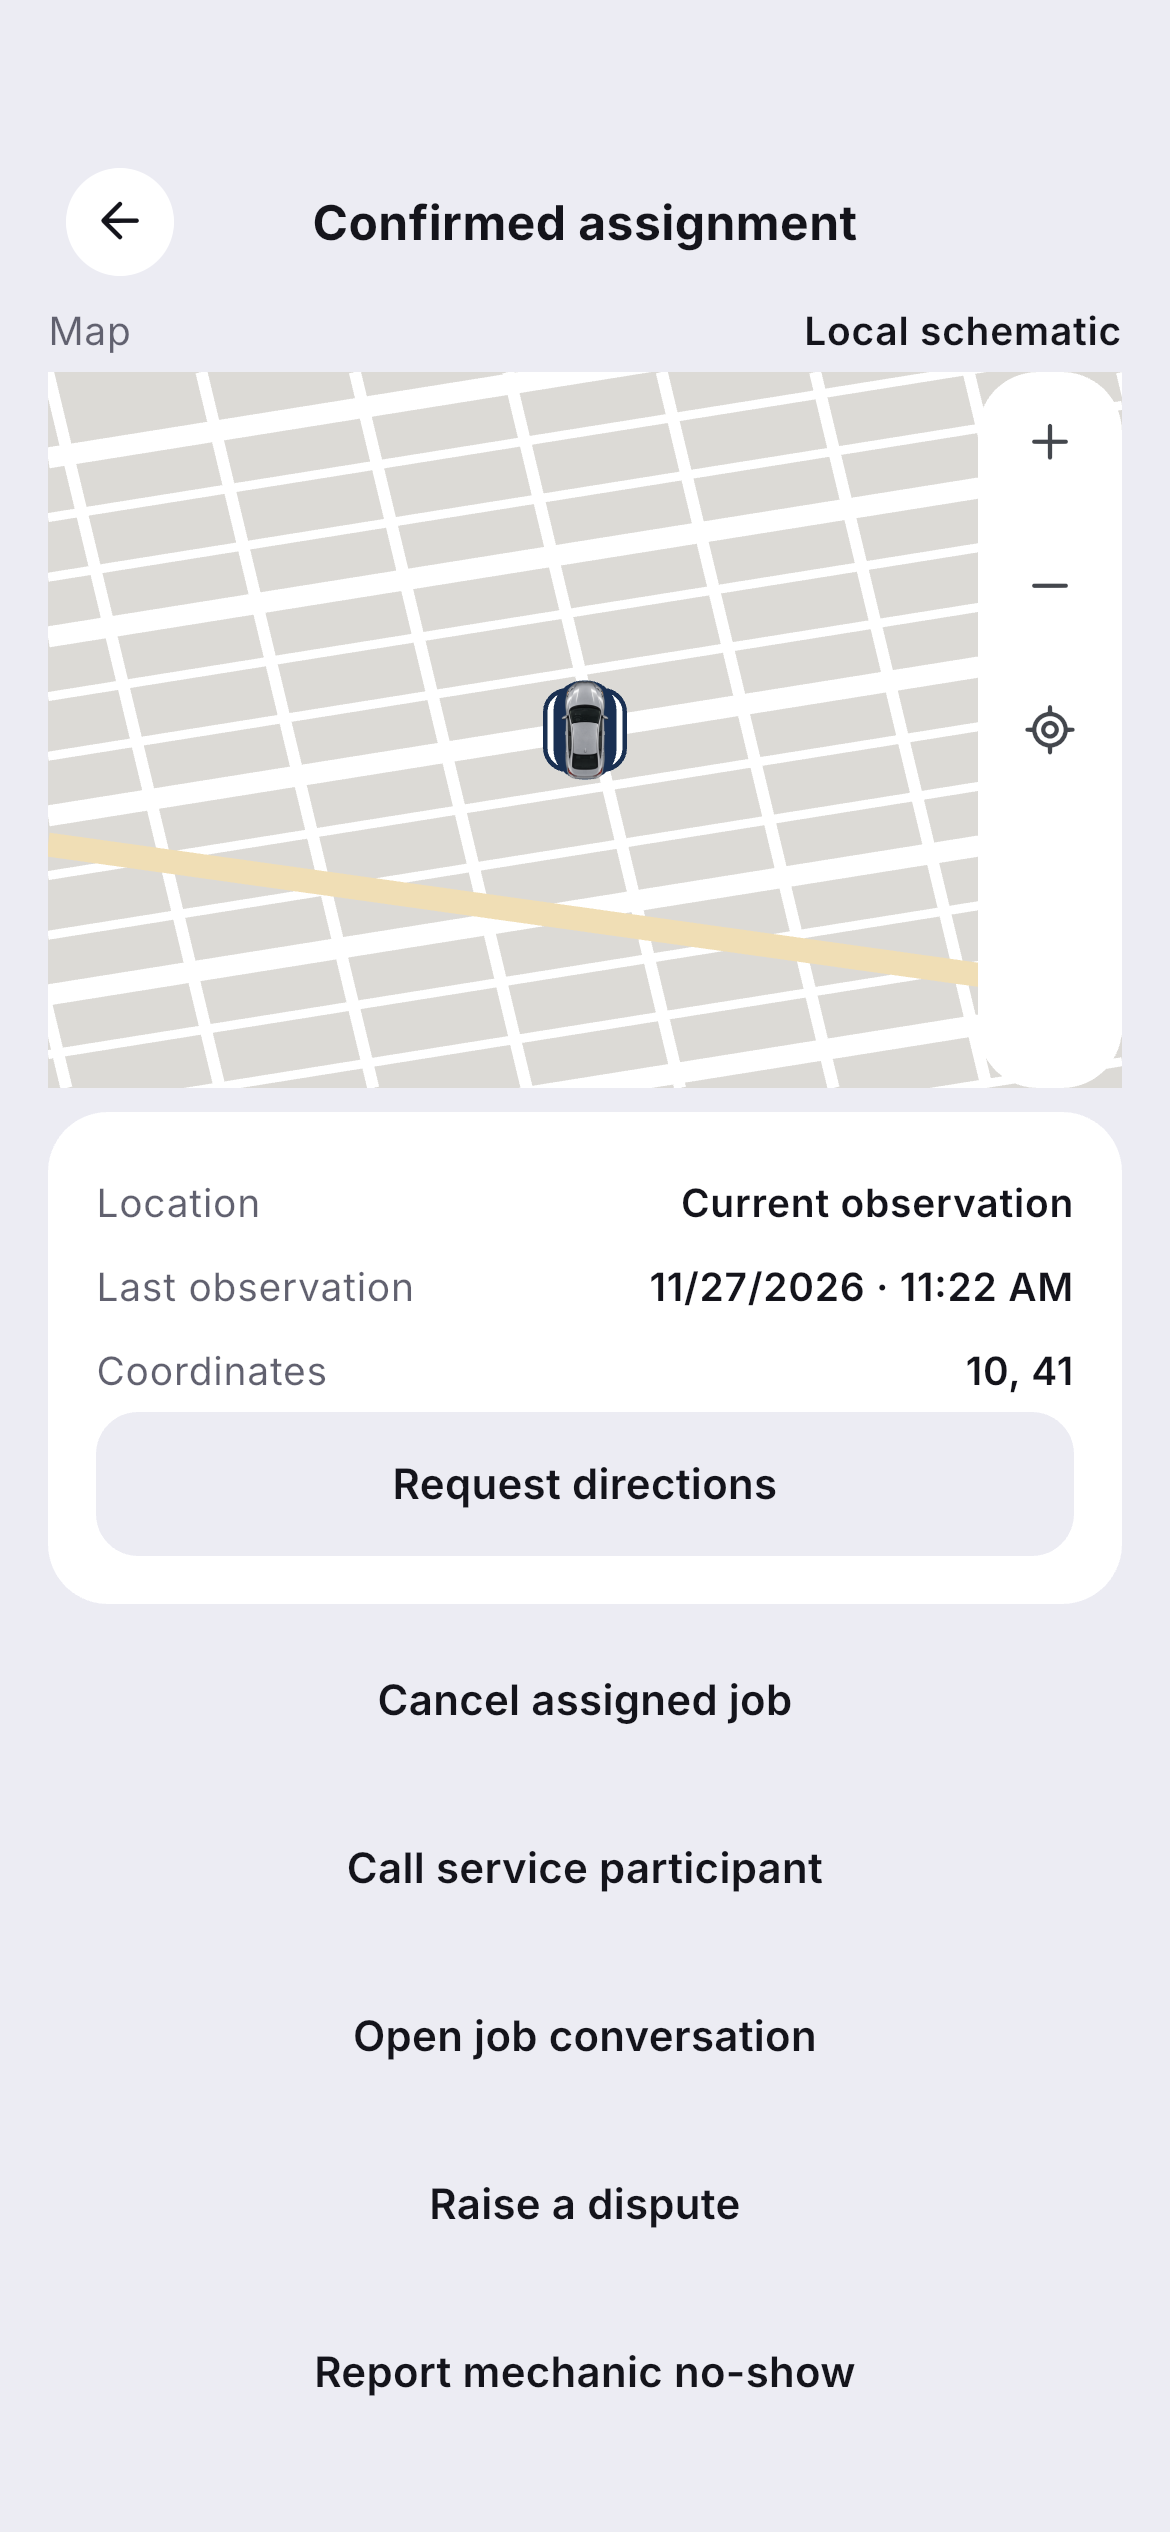 Confirmed assignment
Map Local schematic
Location Current observation
Last observation 11/27/2026 · 11:22 AM
Coordinates 10, 41
Request directions
Cancel assigned job
Call service participant
Open job conversation
Raise a dispute
Report mechanic no-show